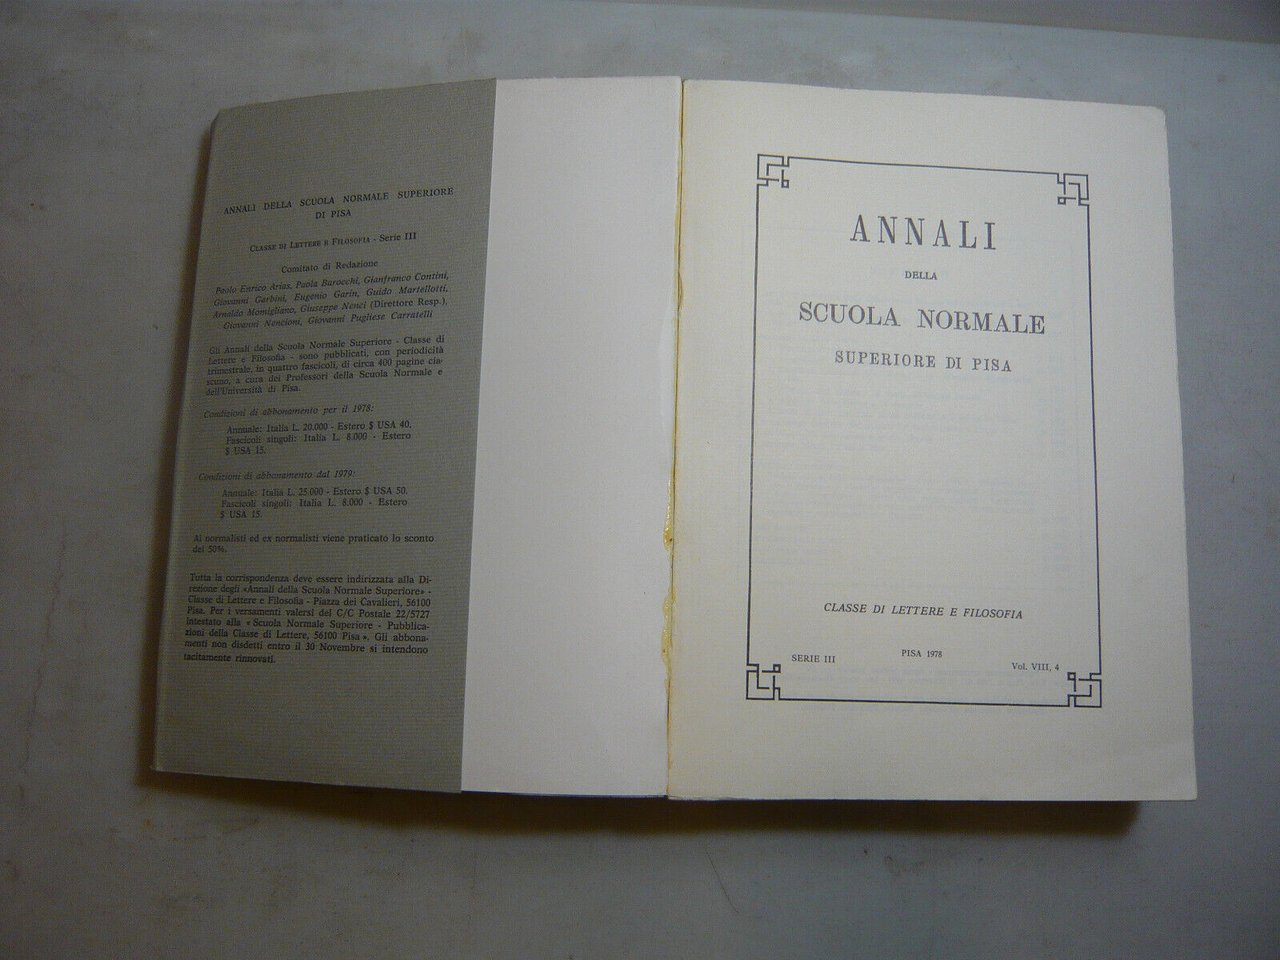 ANNALI DELLA SCUOLA NORMALE SUPERIORE
DI PISA
CLASSE DI LETTERE E FILOSOFIA - Serie III
Comitato di Redazione
Paolo Enrico Arias, Paola Barocchi, Gianfranco Contini,
Giovanni Garbini, Eugenio Garin, Guido Martellotti,
Arnaldo Momigliano, Giuseppe Nenci (Direttore Resp.),
Giovanni Nencioni, Giovanni Pugliese Carratelli
Gli Annali della Scuola Normale Superiore - Classe di
Lettere e Filosofia - sono pubblicati, con periodicità
trimestrale, in quattro fascicoli, di circa 400 pagine cia-
scuno, a cura dei Professori della Scuola Normale e
dell'Università di Pisa.
Condizioni di abbonamento per il 1978:
Annuale: Italia L. 20.000 - Estero $ USA 40.
Fascicoli singoli: Italia L. 8.000 - Estero
$ USA 15.
Condizioni di abbonamento dal 1979:
Annuale: Italia L. 25.000 - Estero $ USA 50.
Fascicoli singoli: Italia L. 8.000 - Estero
$ USA 15.
Ai normalisti ed ex normalisti viene praticato lo sconto
del 50%.
Tutta la corrispondenza deve essere indirizzata alla Di-
rezione degli «Annali della Scuola Normale Superiore» -
Classe di Lettere e Filosofia - Piazza dei Cavalieri, 56100
Pisa. Per i versamenti valersi del C/C Postale 22/5727
intestato alla «Scuola Normale Superiore - Pubblica-
zioni della Classe di Lettere, 56100 Pisa». Gli abbona-
menti non disdetti entro il 30 Novembre si intendono
tacitamente rinnovati.
ANNALI
DELLA
SCUOLA NORMALE
SUPERIORE DI PISA
CLASSE DI LETTERE E FILOSOFIA
SERIE III
PISA 1978
Vol. VIII, 4